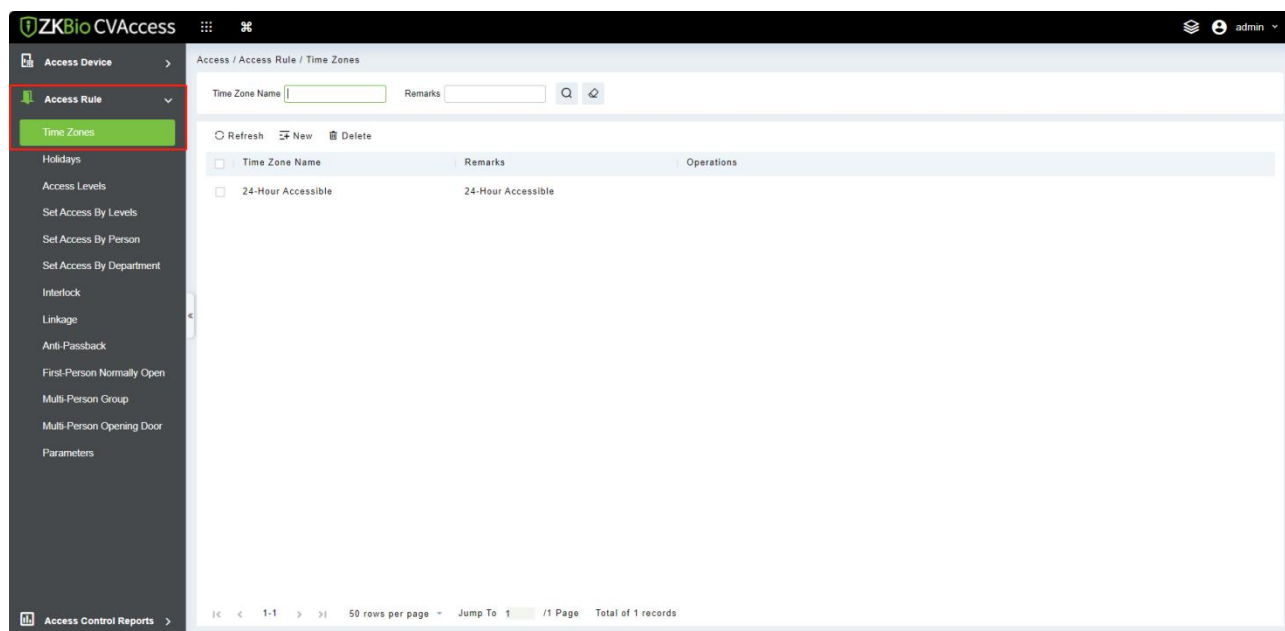 ZKBio CVAccess
admin
Access Device
Access / Access Rule / Time Zones
Access Rule
Time Zone Name
Remarks
Time Zones
Refresh New Delete
Holidays
Time Zone Name Remarks Operations
Access Levels
24-Hour Accessible 24-Hour Accessible
Set Access By Levels
Set Access By Person
Set Access By Department
Interlock
Linkage
Anti-Passback
First-Person Normally Open
Multi-Person Group
Multi-Person Opening Door
Parameters
Access Control Reports
|< < 1-1 > >| 50 rows per page Jump To 1 /1 Page Total of 1 records